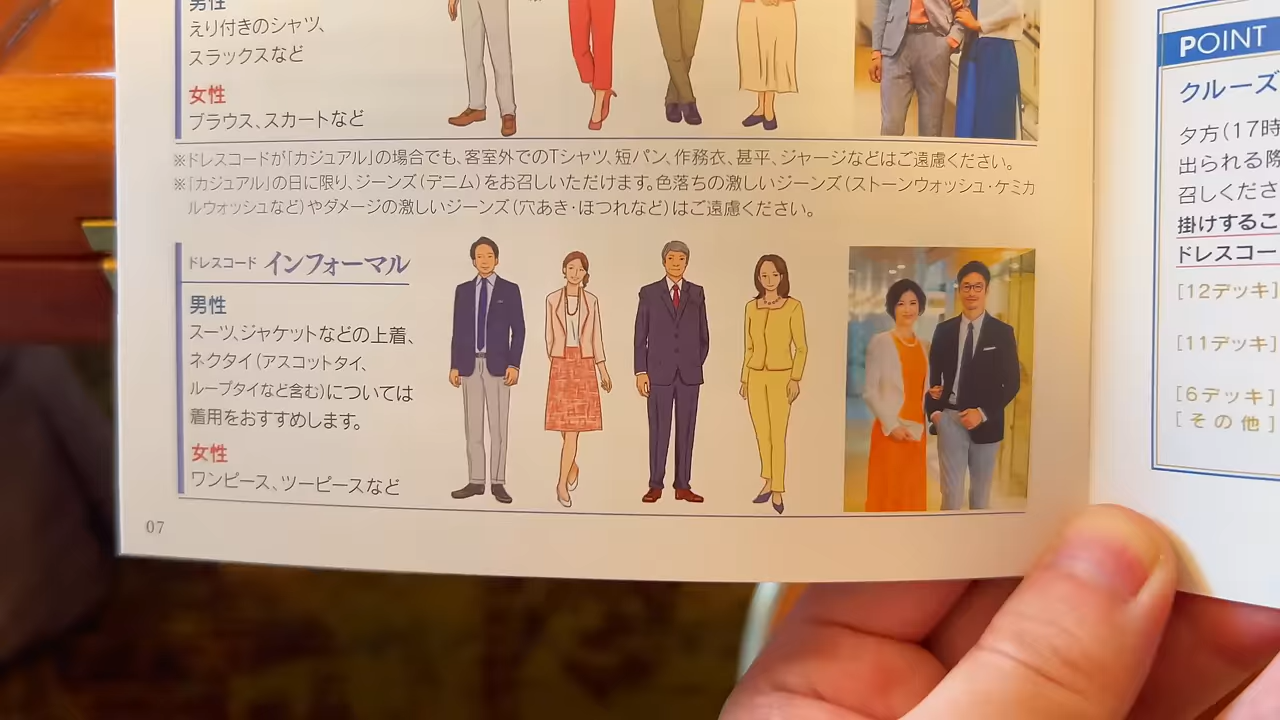 男性
えり付きのシャツ、
スラックスなど
女性
ブラウス、スカートなど
※ドレスコードが「カジュアル」の場合でも、客室外でのTシャツ、短パン、作務衣、甚平、ジャージなどはご遠慮ください。
※「カジュアル」の日に限り、ジーンズ(デニム)をお召しいただけます。色落ちの激しいジーンズ(ストーンウォッシュ・ケミカ
ルウォッシュなど)やダメージの激しいジーンズ(穴あき・ほつれなど)はご遠慮ください。
ドレスコード インフォーマル
男性
スーツ、ジャケットなどの上着、
ネクタイ(アスコットタイ、
ループタイなど含む)については
着用をおすすめします。
女性
ワンピース、ツーピースなど
07
POINT
クルーズ
夕方(17時
出られる際
召しくださ
掛けするこ
ドレスコー
[12デッキ]
[11デッキ]
[6デッキ]
[その他]